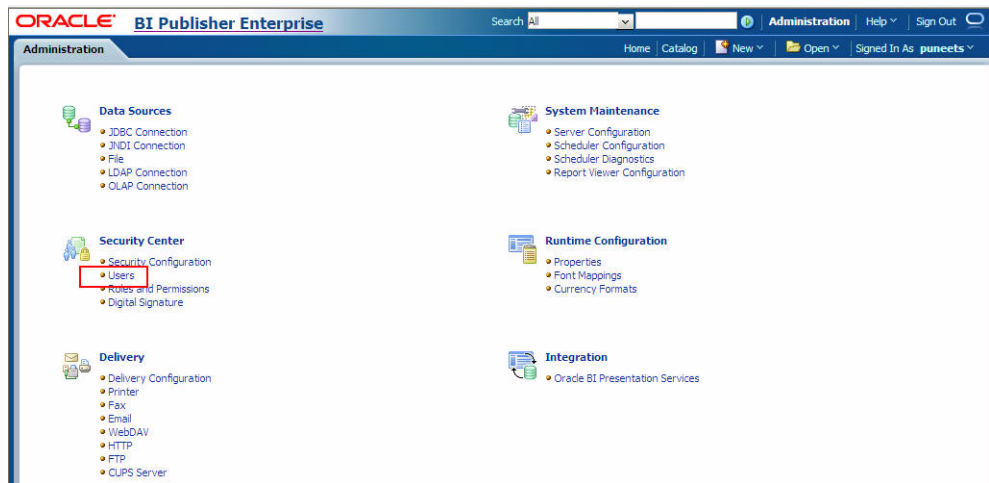 ORACLE BI Publisher Enterprise
Search All
Administration Help Sign Out
Administration
Home Catalog New Open Signed In As puneets
Data Sources
JDBC Connection
JNDI Connection
File
LDAP Connection
OLAP Connection
System Maintenance
Server Configuration
Scheduler Configuration
Scheduler Diagnostics
Report Viewer Configuration
Security Center
Security Configuration
Users
Roles and Permissions
Digital Signature
Runtime Configuration
Properties
Font Mappings
Currency Formats
Delivery
Delivery Configuration
Printer
Fax
Email
WebDAV
HTTP
FTP
CUPS Server
Integration
Oracle BI Presentation Services